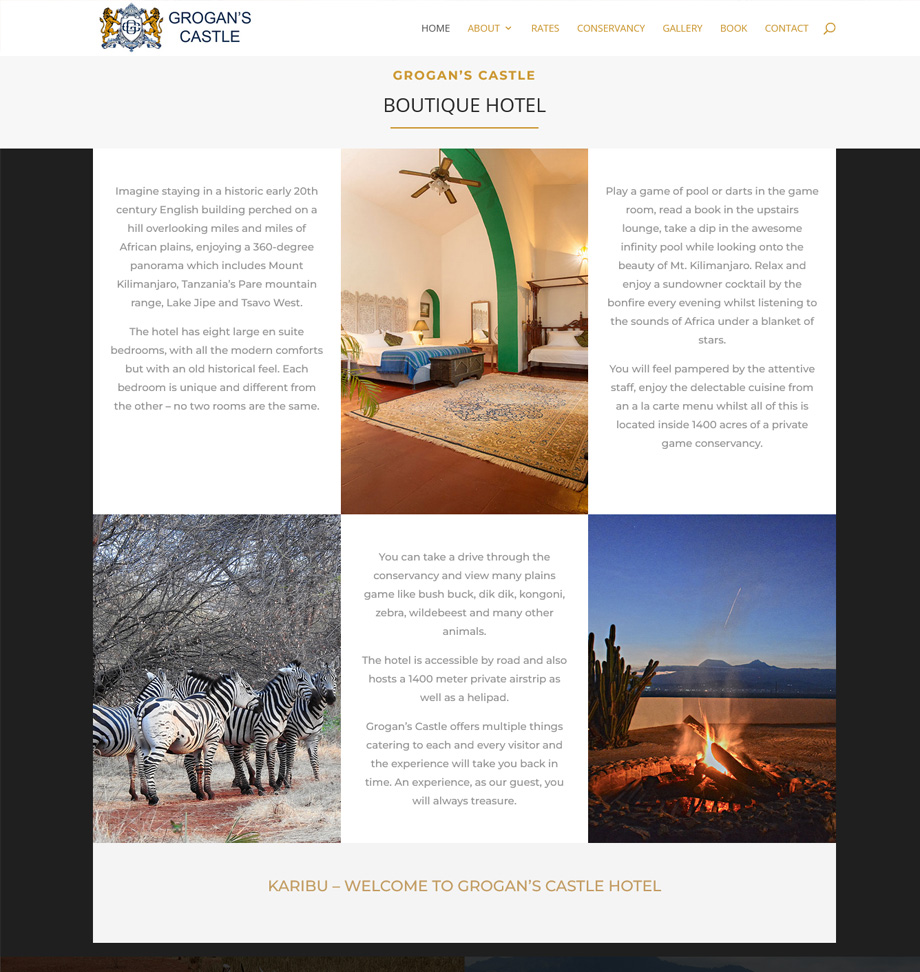 GROGAN'S
CASTLE
HOME
ABOUT
RATES
CONSERVANCY
GALLERY
BOOK
CONTACT
GROGAN'S CASTLE
BOUTIQUE HOTEL
Imagine staying in a historic early 20th
century English building perched on a
hill overlooking miles and miles of
African plains, enjoying a 360-degree
panorama which includes Mount
Kilimanjaro, Tanzania's Pare mountain
range, Lake Jipe and Tsavo West.
The hotel has eight large en suite
bedrooms, with all the modern comforts
but with an old historical feel. Each
bedroom is unique and different from
the other – no two rooms are the same.
Play a game of pool or darts in the game
room, read a book in the upstairs
lounge, take a dip in the awesome
infinity pool while looking onto the
beauty of Mt. Kilimanjaro. Relax and
enjoy a sundowner cocktail by the
bonfire every evening whilst listening to
the sounds of Africa under a blanket of
stars.
You will feel pampered by the attentive
staff, enjoy the delectable cuisine from
an a la carte menu whilst all of this is
located inside 1400 acres of a private
game conservancy.
You can take a drive through the
conservancy and view many plains
game like bush buck, dik dik, kongoni,
zebra, wildebeest and many other
animals.
The hotel is accessible by road and also
hosts a 1400 meter private airstrip as
well as a helipad.
Grogan's Castle offers multiple things
catering to each and every visitor and
the experience will take you back in
time. An experience, as our guest, you
will always treasure.
KARIBU – WELCOME TO GROGAN'S CASTLE HOTEL